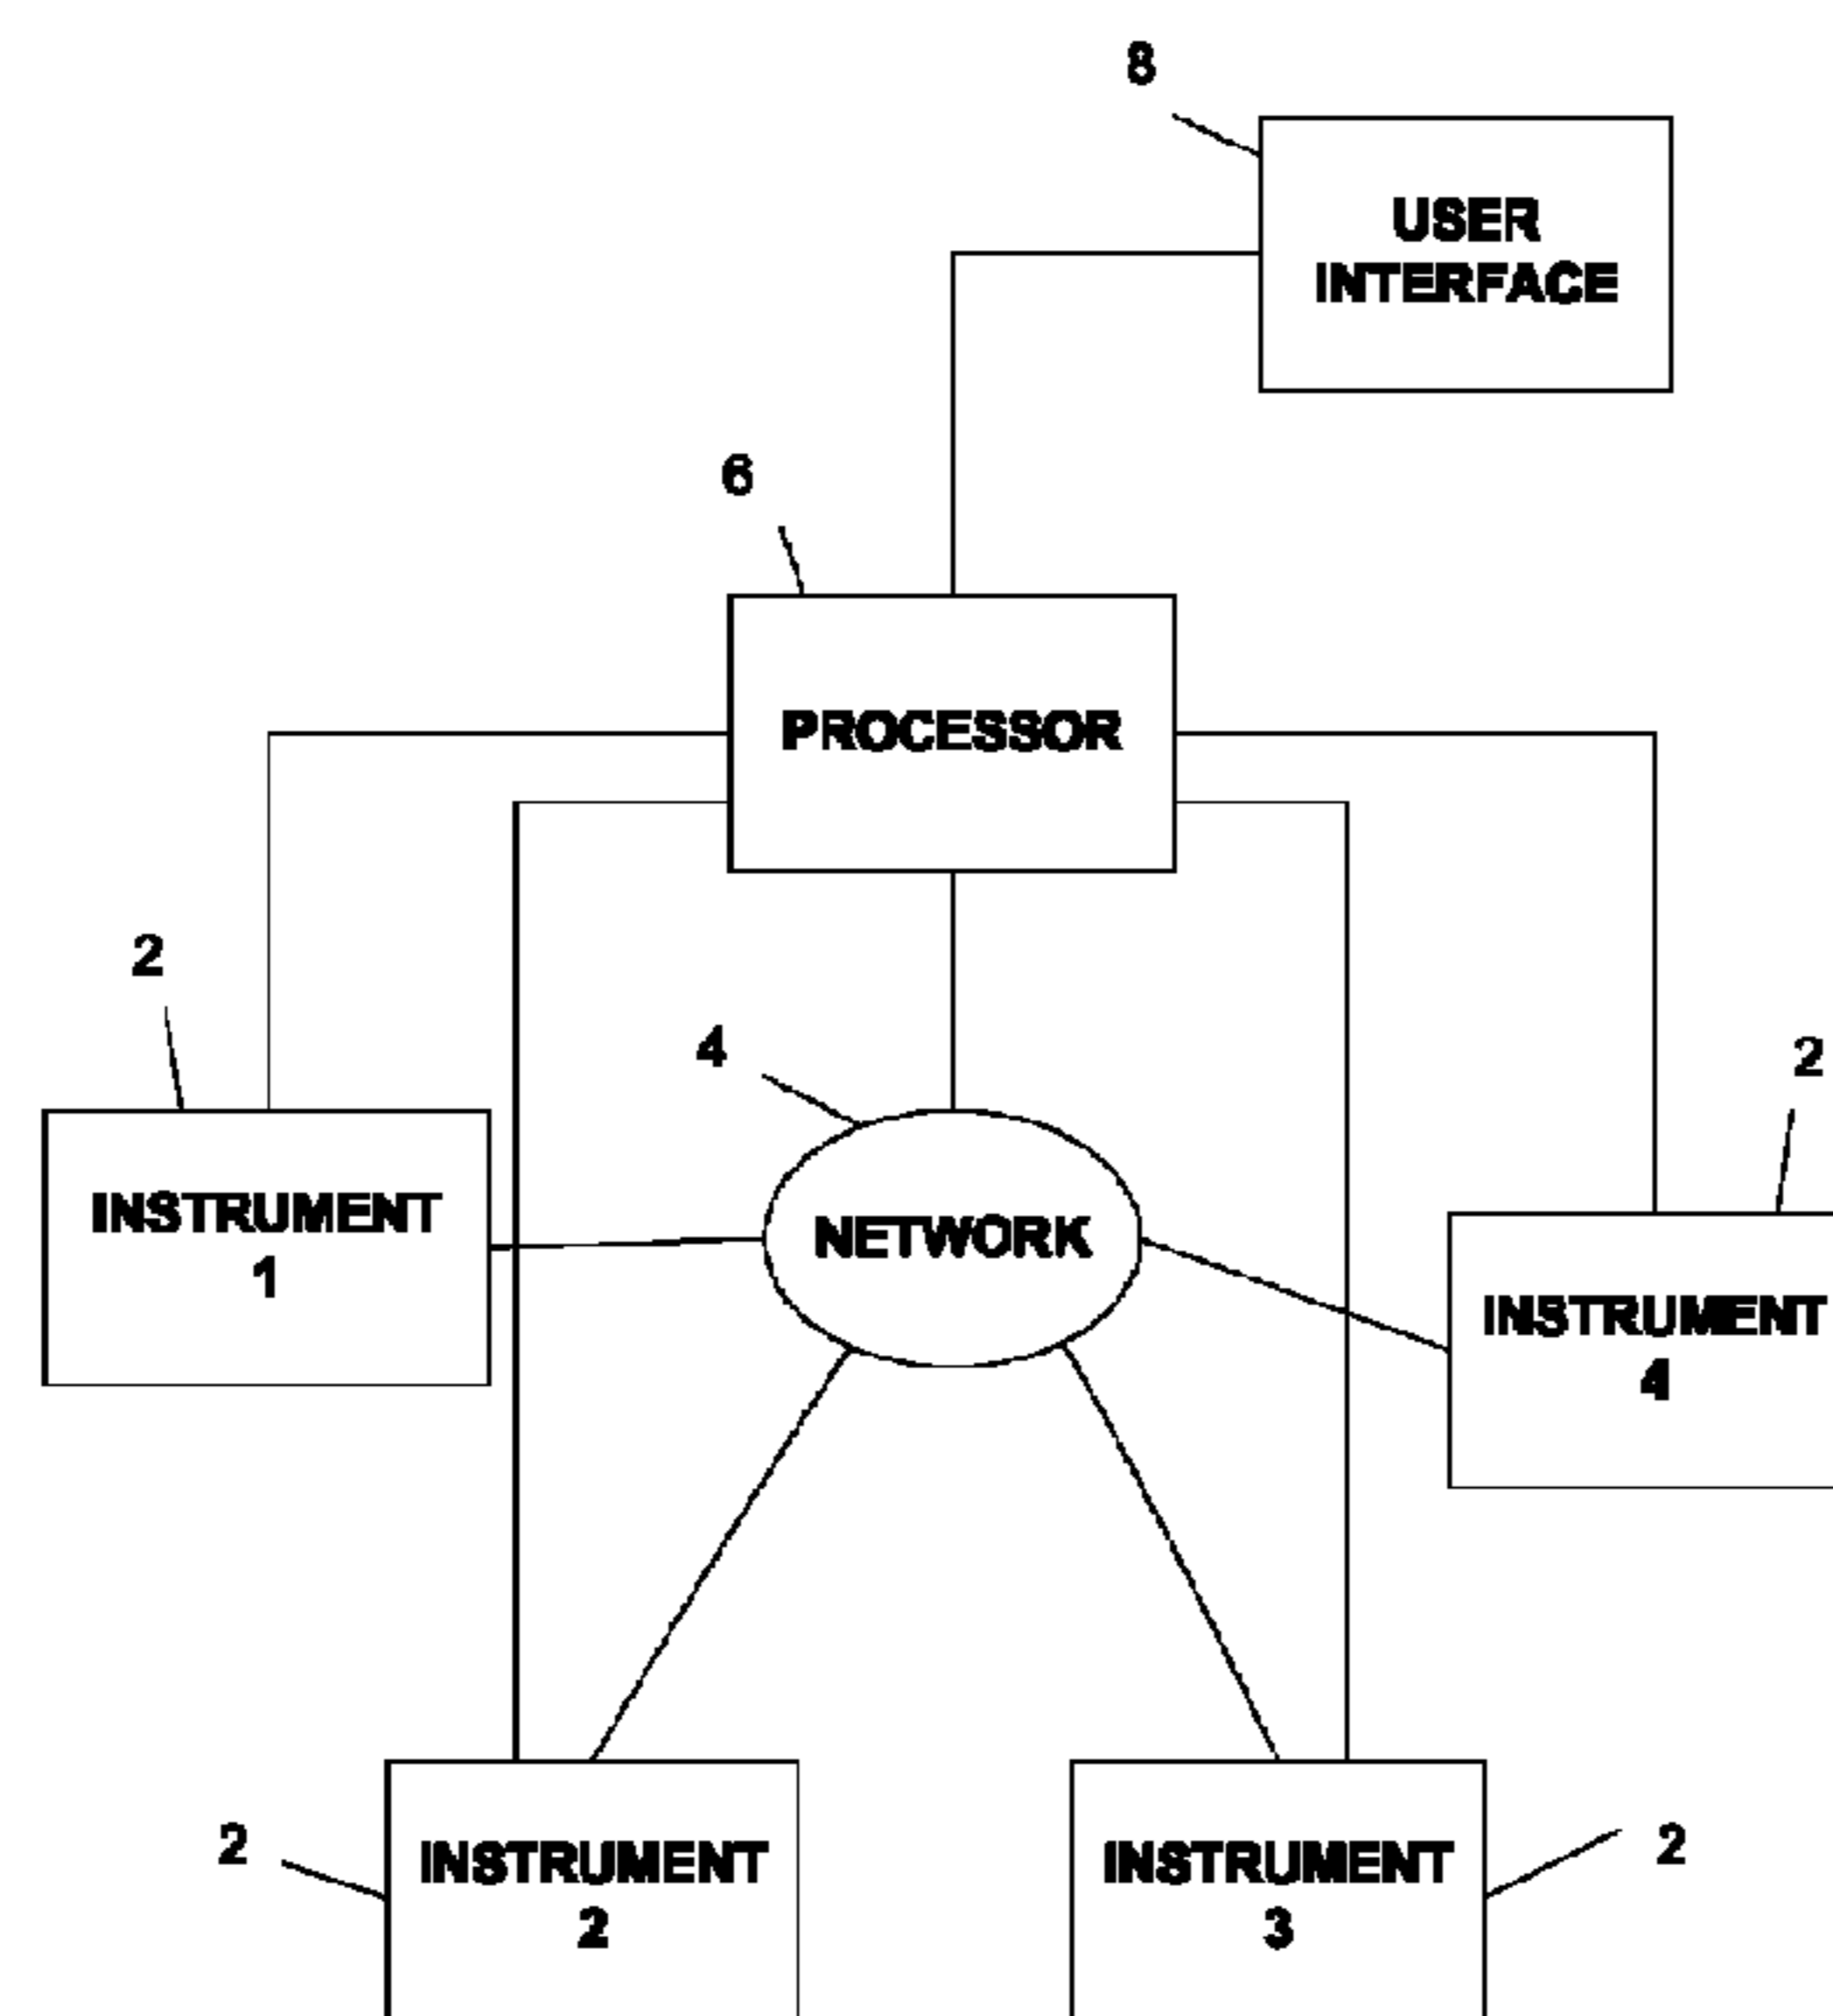 8
USER
INTERFACE
6
PROCESSOR
2
4
2
INSTRUMENT
1
NETWORK
INSTRUMENT
4
2
INSTRUMENT
2
INSTRUMENT
3
2